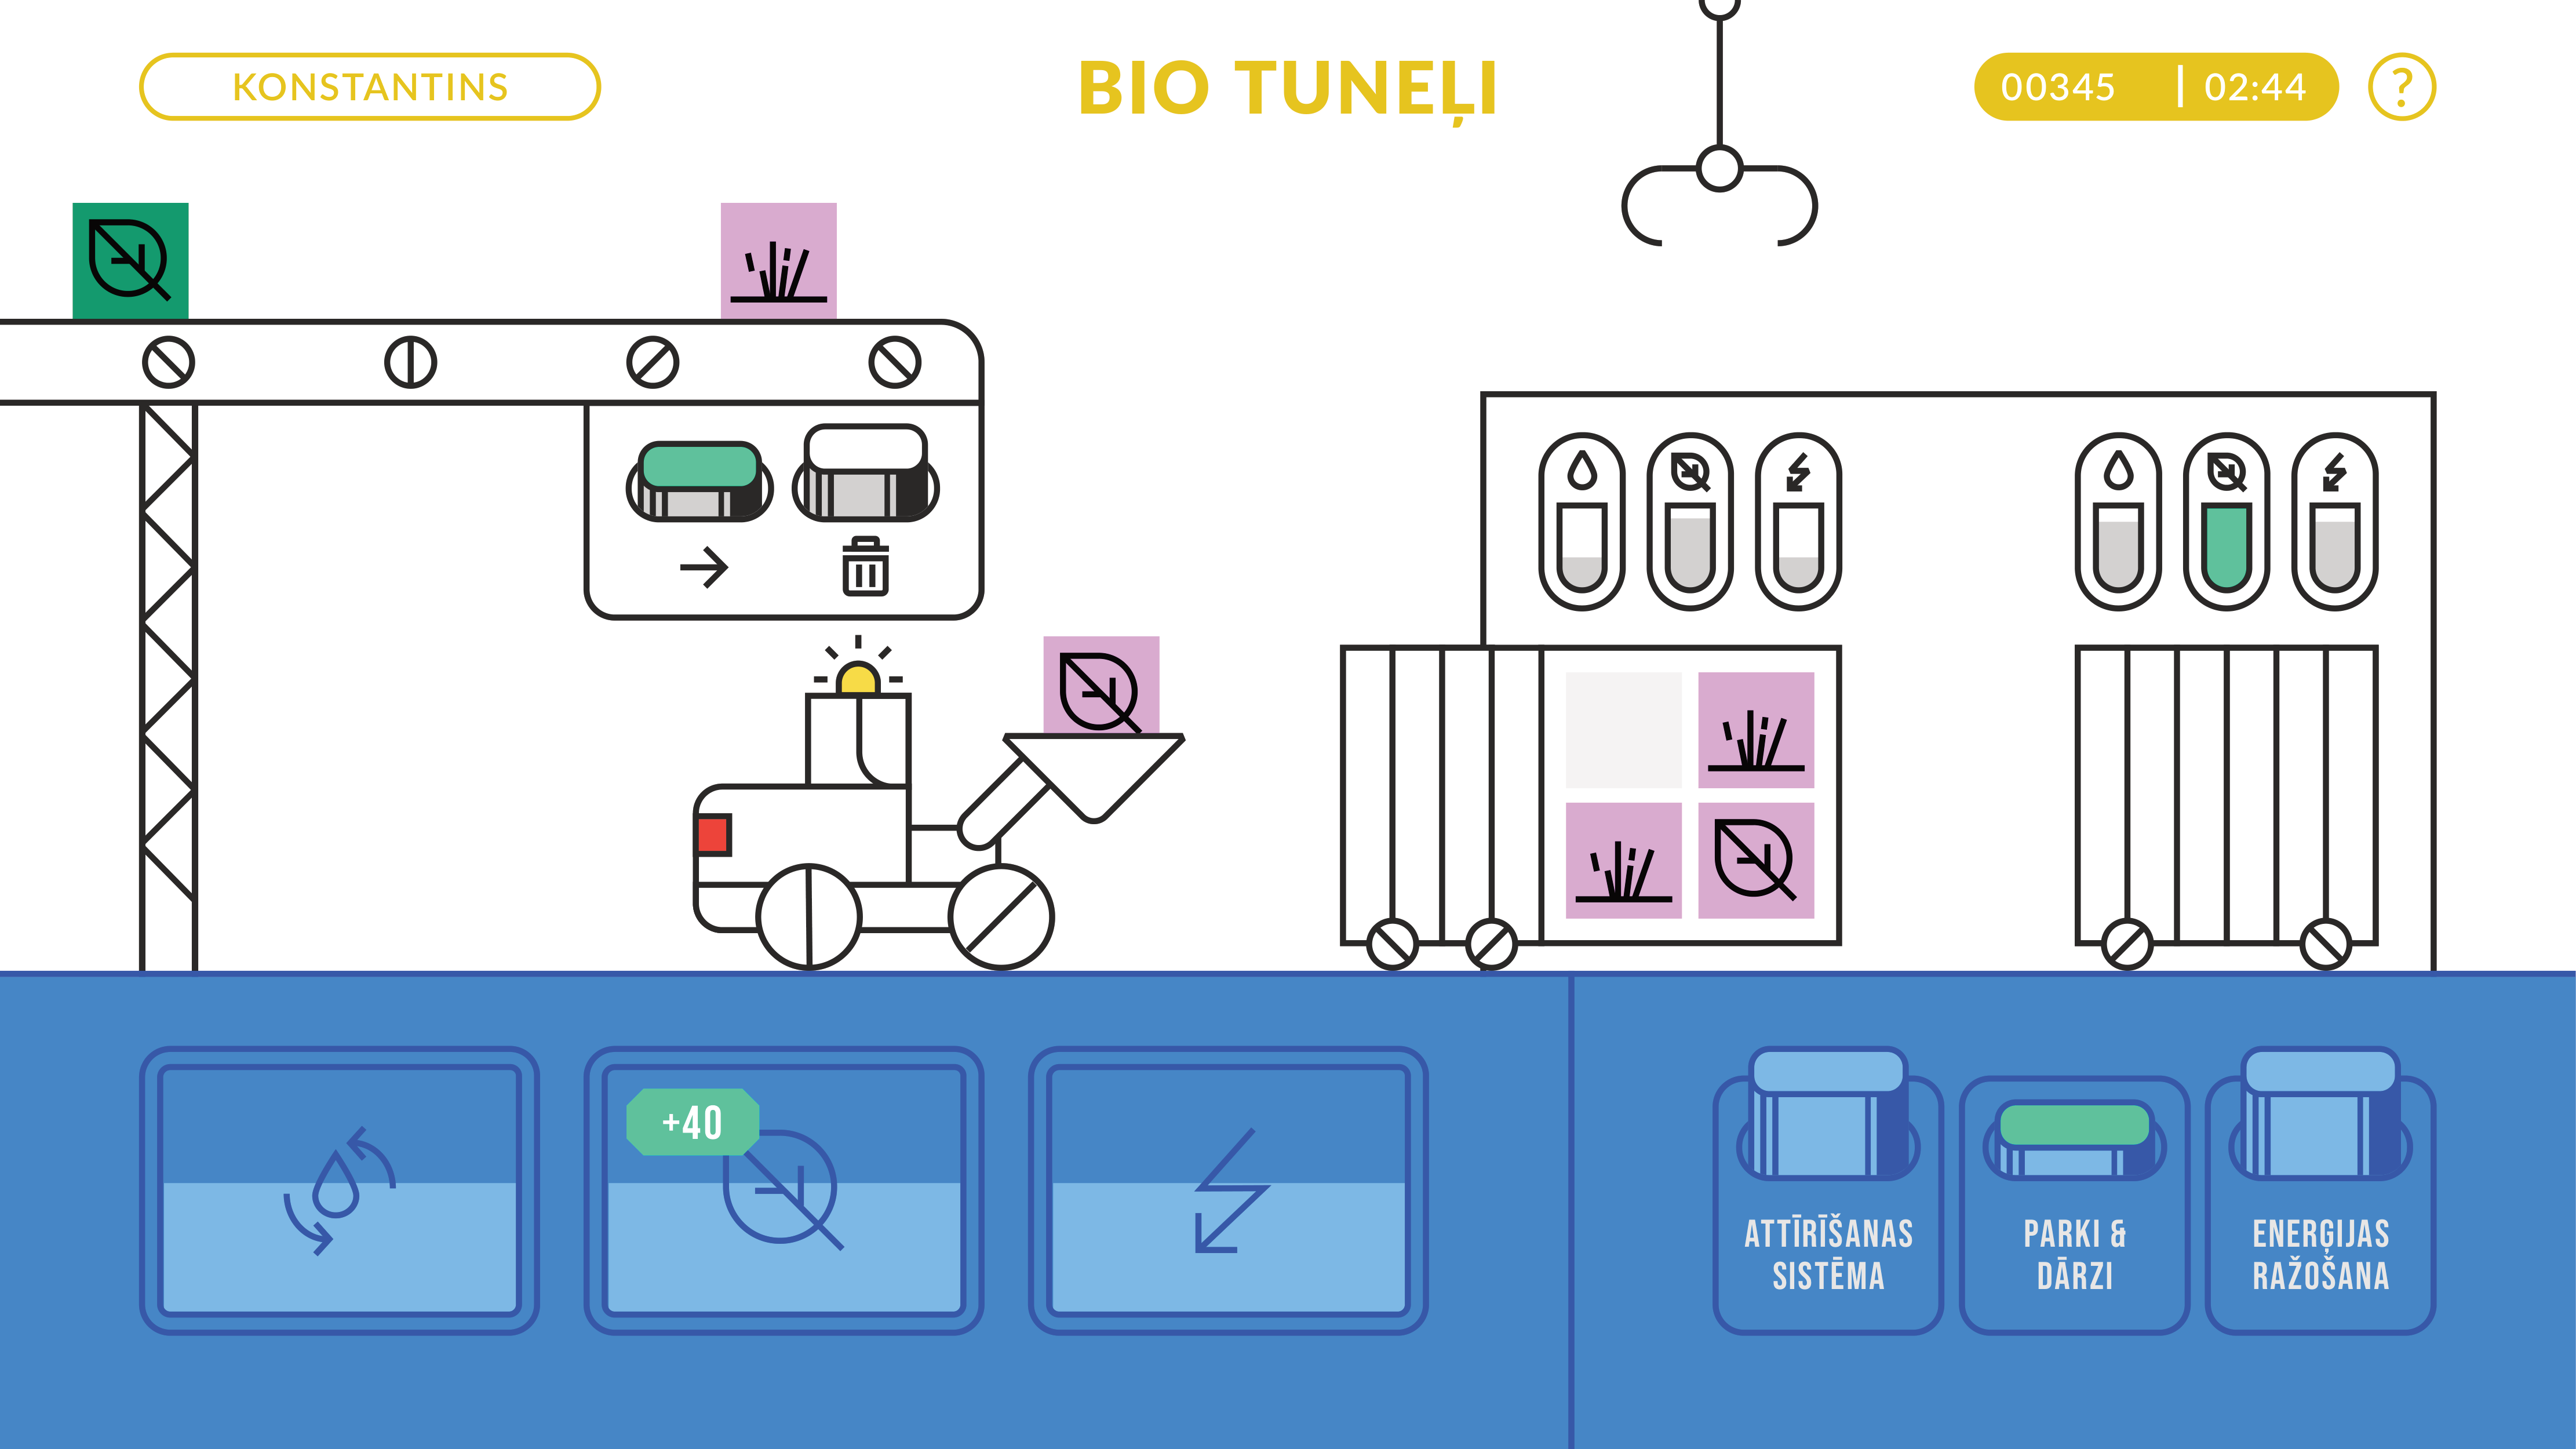 KONSTANTINS
BIO TUNEĻI
00345 | 02:44
?
+40
ATTĪRĪŠANAS
SISTĒMA
PARKI &
DĀRZI
ENERĢIJAS
RAŽOŠANA